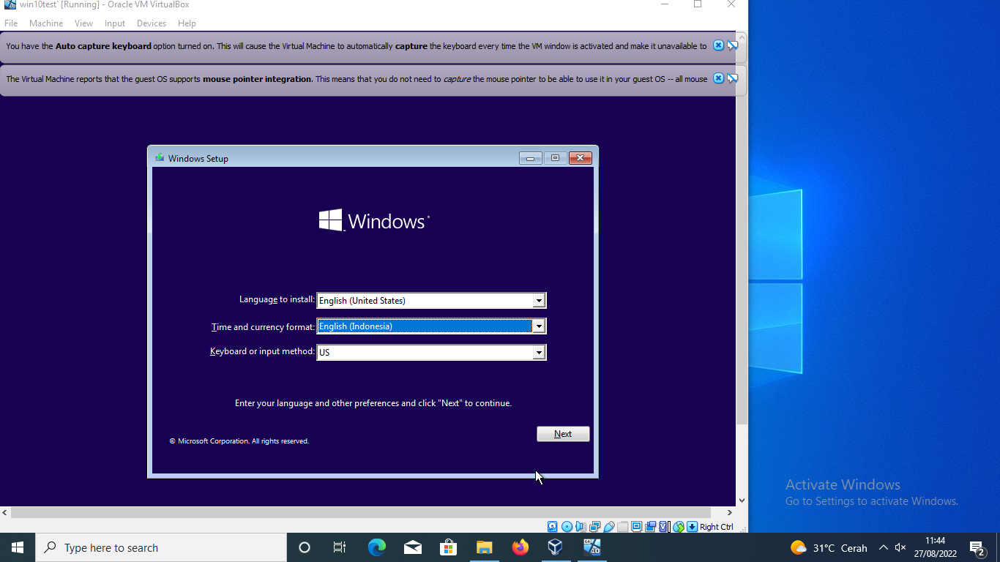 win10test` [Running] - Oracle VM VirtualBox
File Machine View Input Devices Help
You have the Auto capture keyboard option turned on. This will cause the Virtual Machine to automatically capture the keyboard every time the VM window is activated and make it unavailable to
The Virtual Machine reports that the guest OS supports mouse pointer integration. This means that you do not need to capture the mouse pointer to be able to use it in your guest OS -- all mouse
Windows Setup
Windows
Language to install: English (United States)
Time and currency format: English (Indonesia)
Keyboard or input method: US
Enter your language and other preferences and click "Next" to continue.
Next
© Microsoft Corporation. All rights reserved.
Activate Windows
Go to Settings to activate Windows.
Right Ctrl
Type here to search
31°C Cerah
11:44
27/08/2022
2